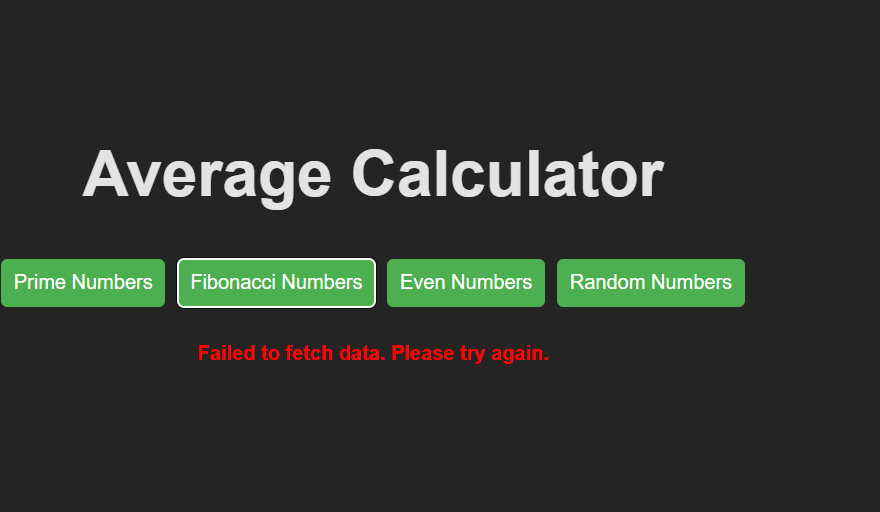 Average Calculator
Prime Numbers Fibonacci Numbers Even Numbers Random Numbers
Failed to fetch data. Please try again.